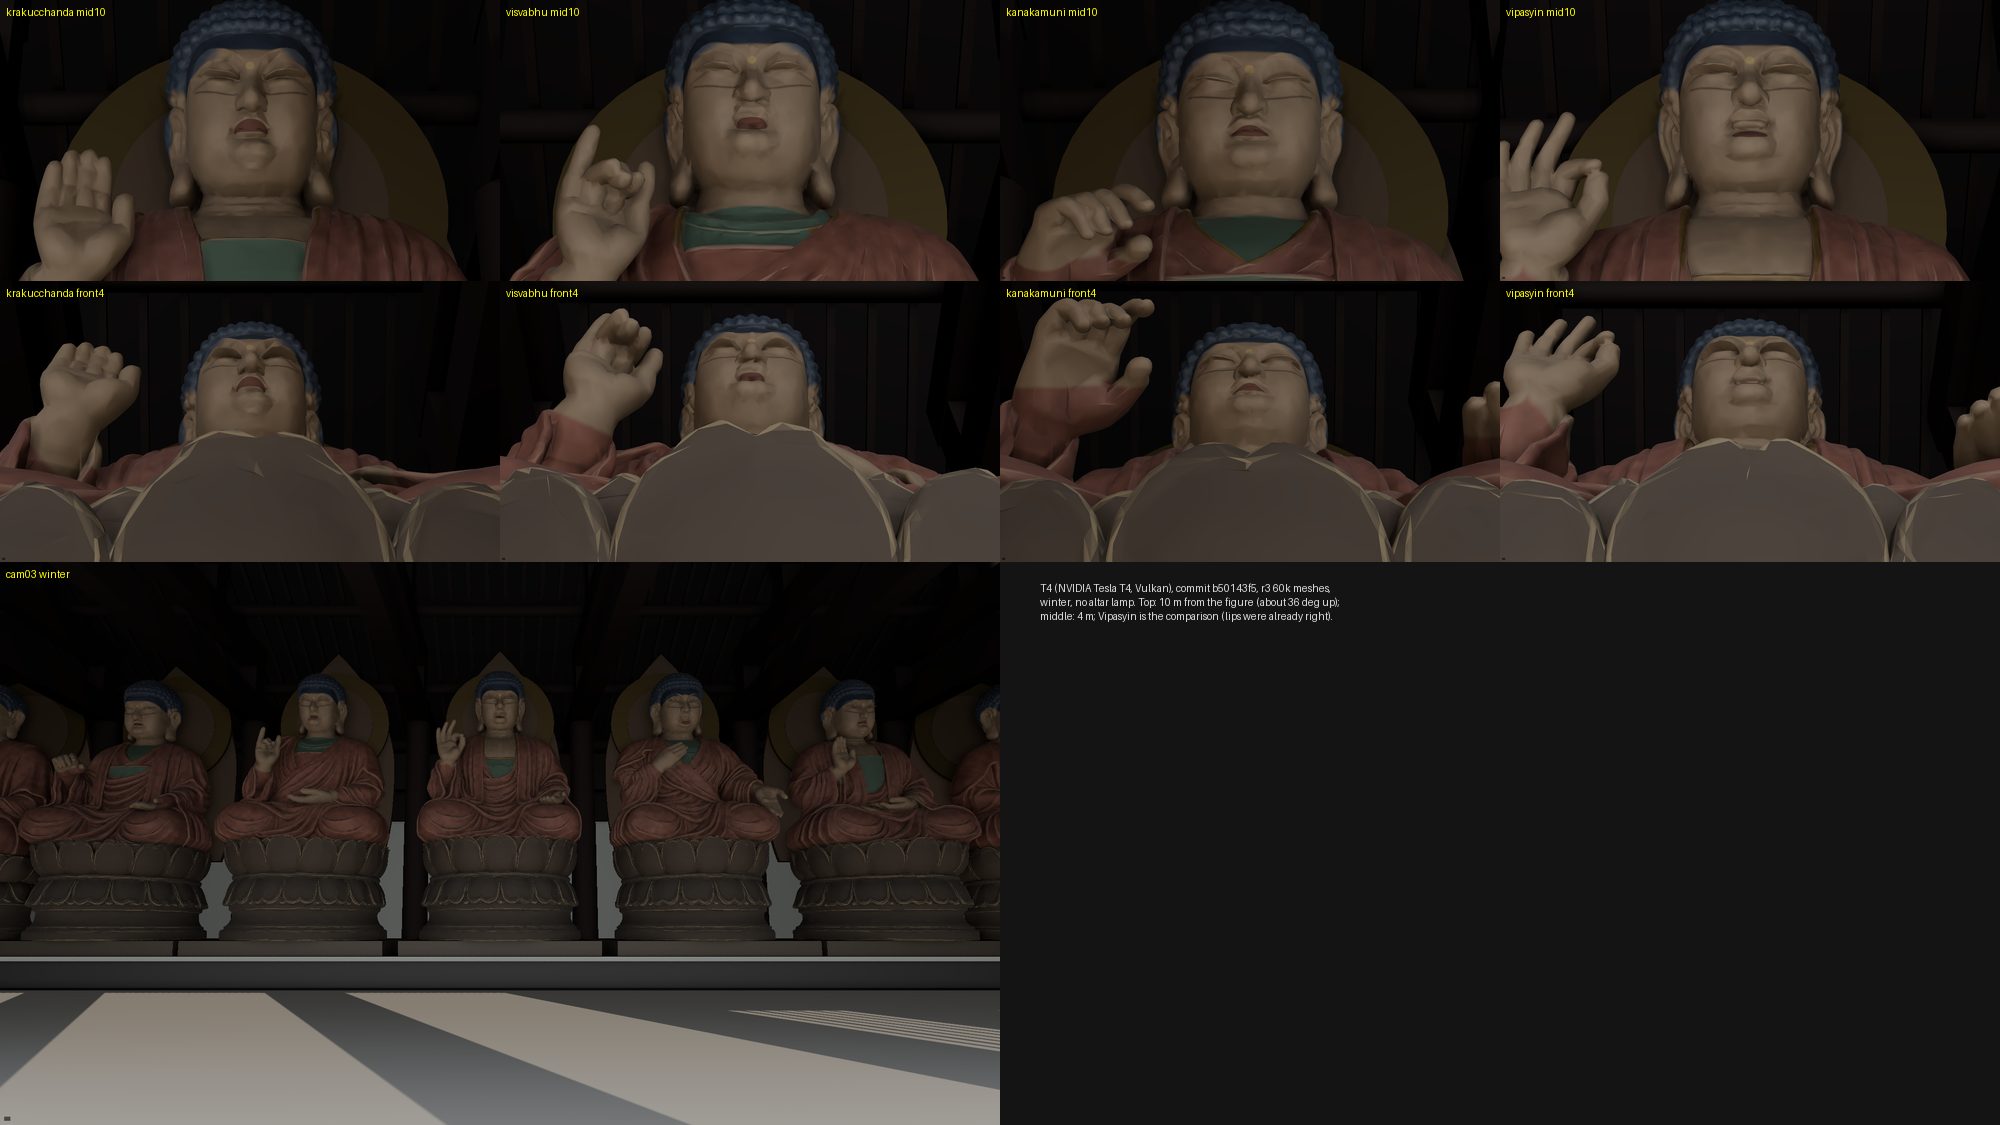 krakucchanda mid10
visvabhu mid10
kanakamuni mid10
vipasyin mid10
krakucchanda front4
visvabhu front4
kanakamuni front4
vipasyin front4
cam03 winter
T4 (NVIDIA Tesla T4, Vulkan), commit b50143f5, r3 60k meshes,
winter, no altar lamp. Top: 10 m from the figure (about 36 deg up);
middle: 4 m; Vipasyin is the comparison (lips were already right).